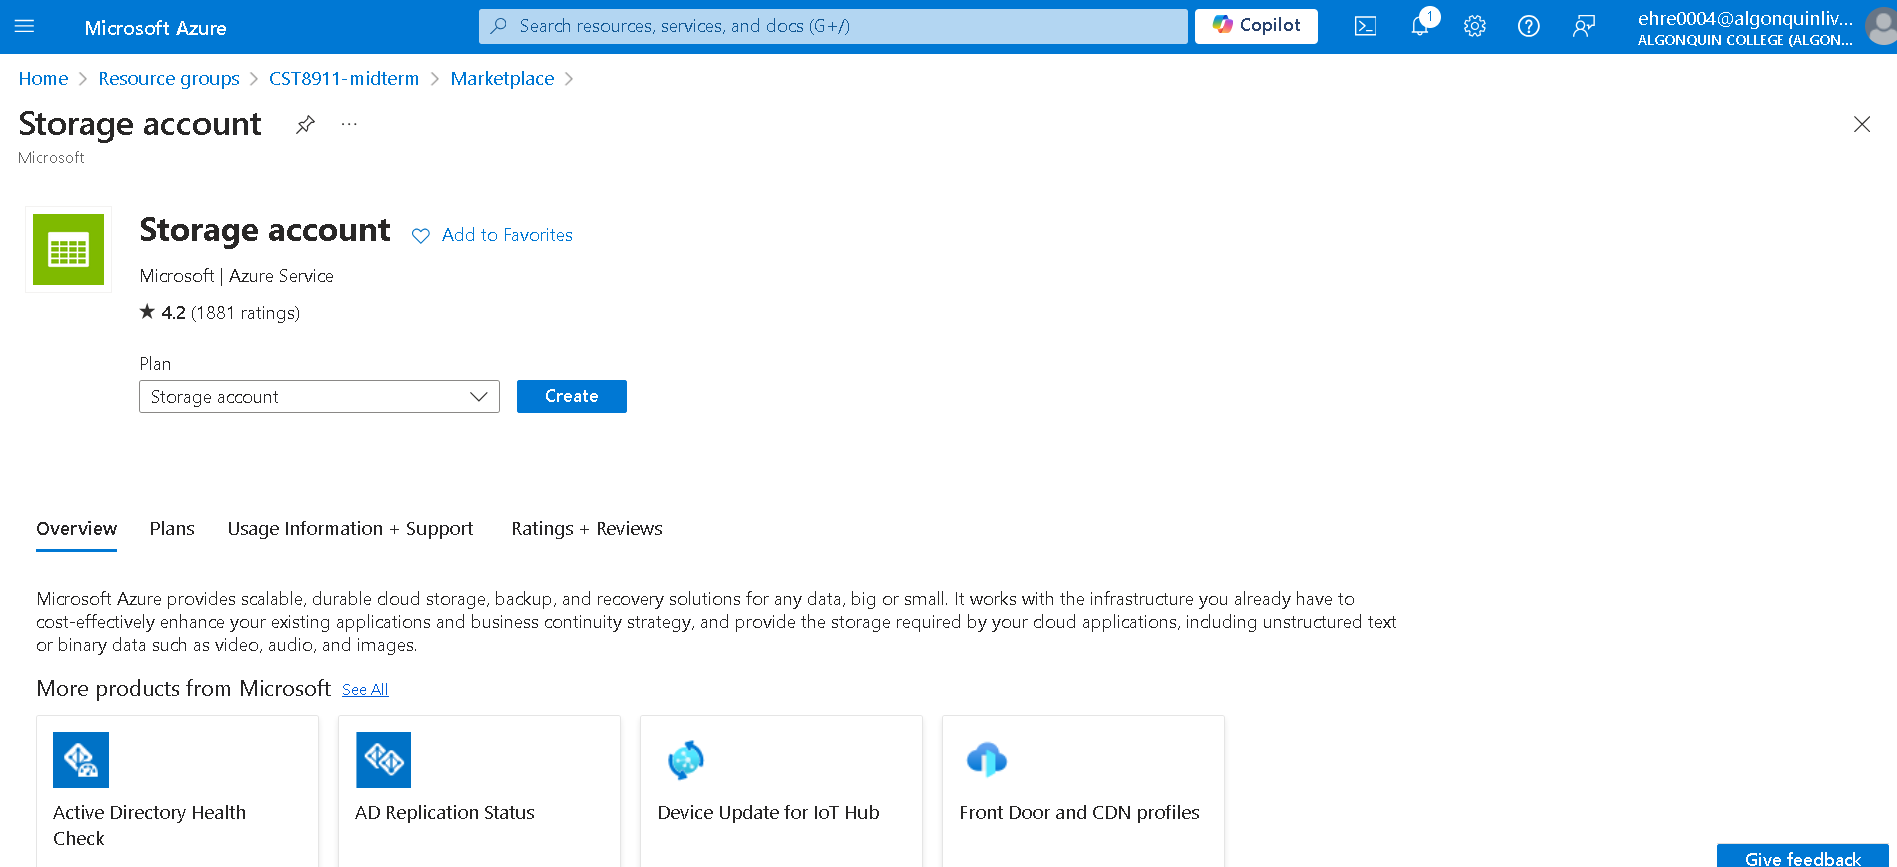 Microsoft Azure
Search resources, services, and docs (G+/)
Copilot
1
ehre0004@algonquinliv...
ALGONQUIN COLLEGE (ALGON...
Home > Resource groups > CST8911-midterm > Marketplace >
Storage account
...
Microsoft
Storage account
Add to Favorites
Microsoft | Azure Service
★ 4.2 (1881 ratings)
Plan
Storage account
Create
Overview Plans Usage Information + Support Ratings + Reviews
Microsoft Azure provides scalable, durable cloud storage, backup, and recovery solutions for any data, big or small. It works with the infrastructure you already have to
cost-effectively enhance your existing applications and business continuity strategy, and provide the storage required by your cloud applications, including unstructured text
or binary data such as video, audio, and images.
More products from Microsoft See All
Active Directory Health
Check
AD Replication Status
Device Update for IoT Hub
Front Door and CDN profiles
Give feedback